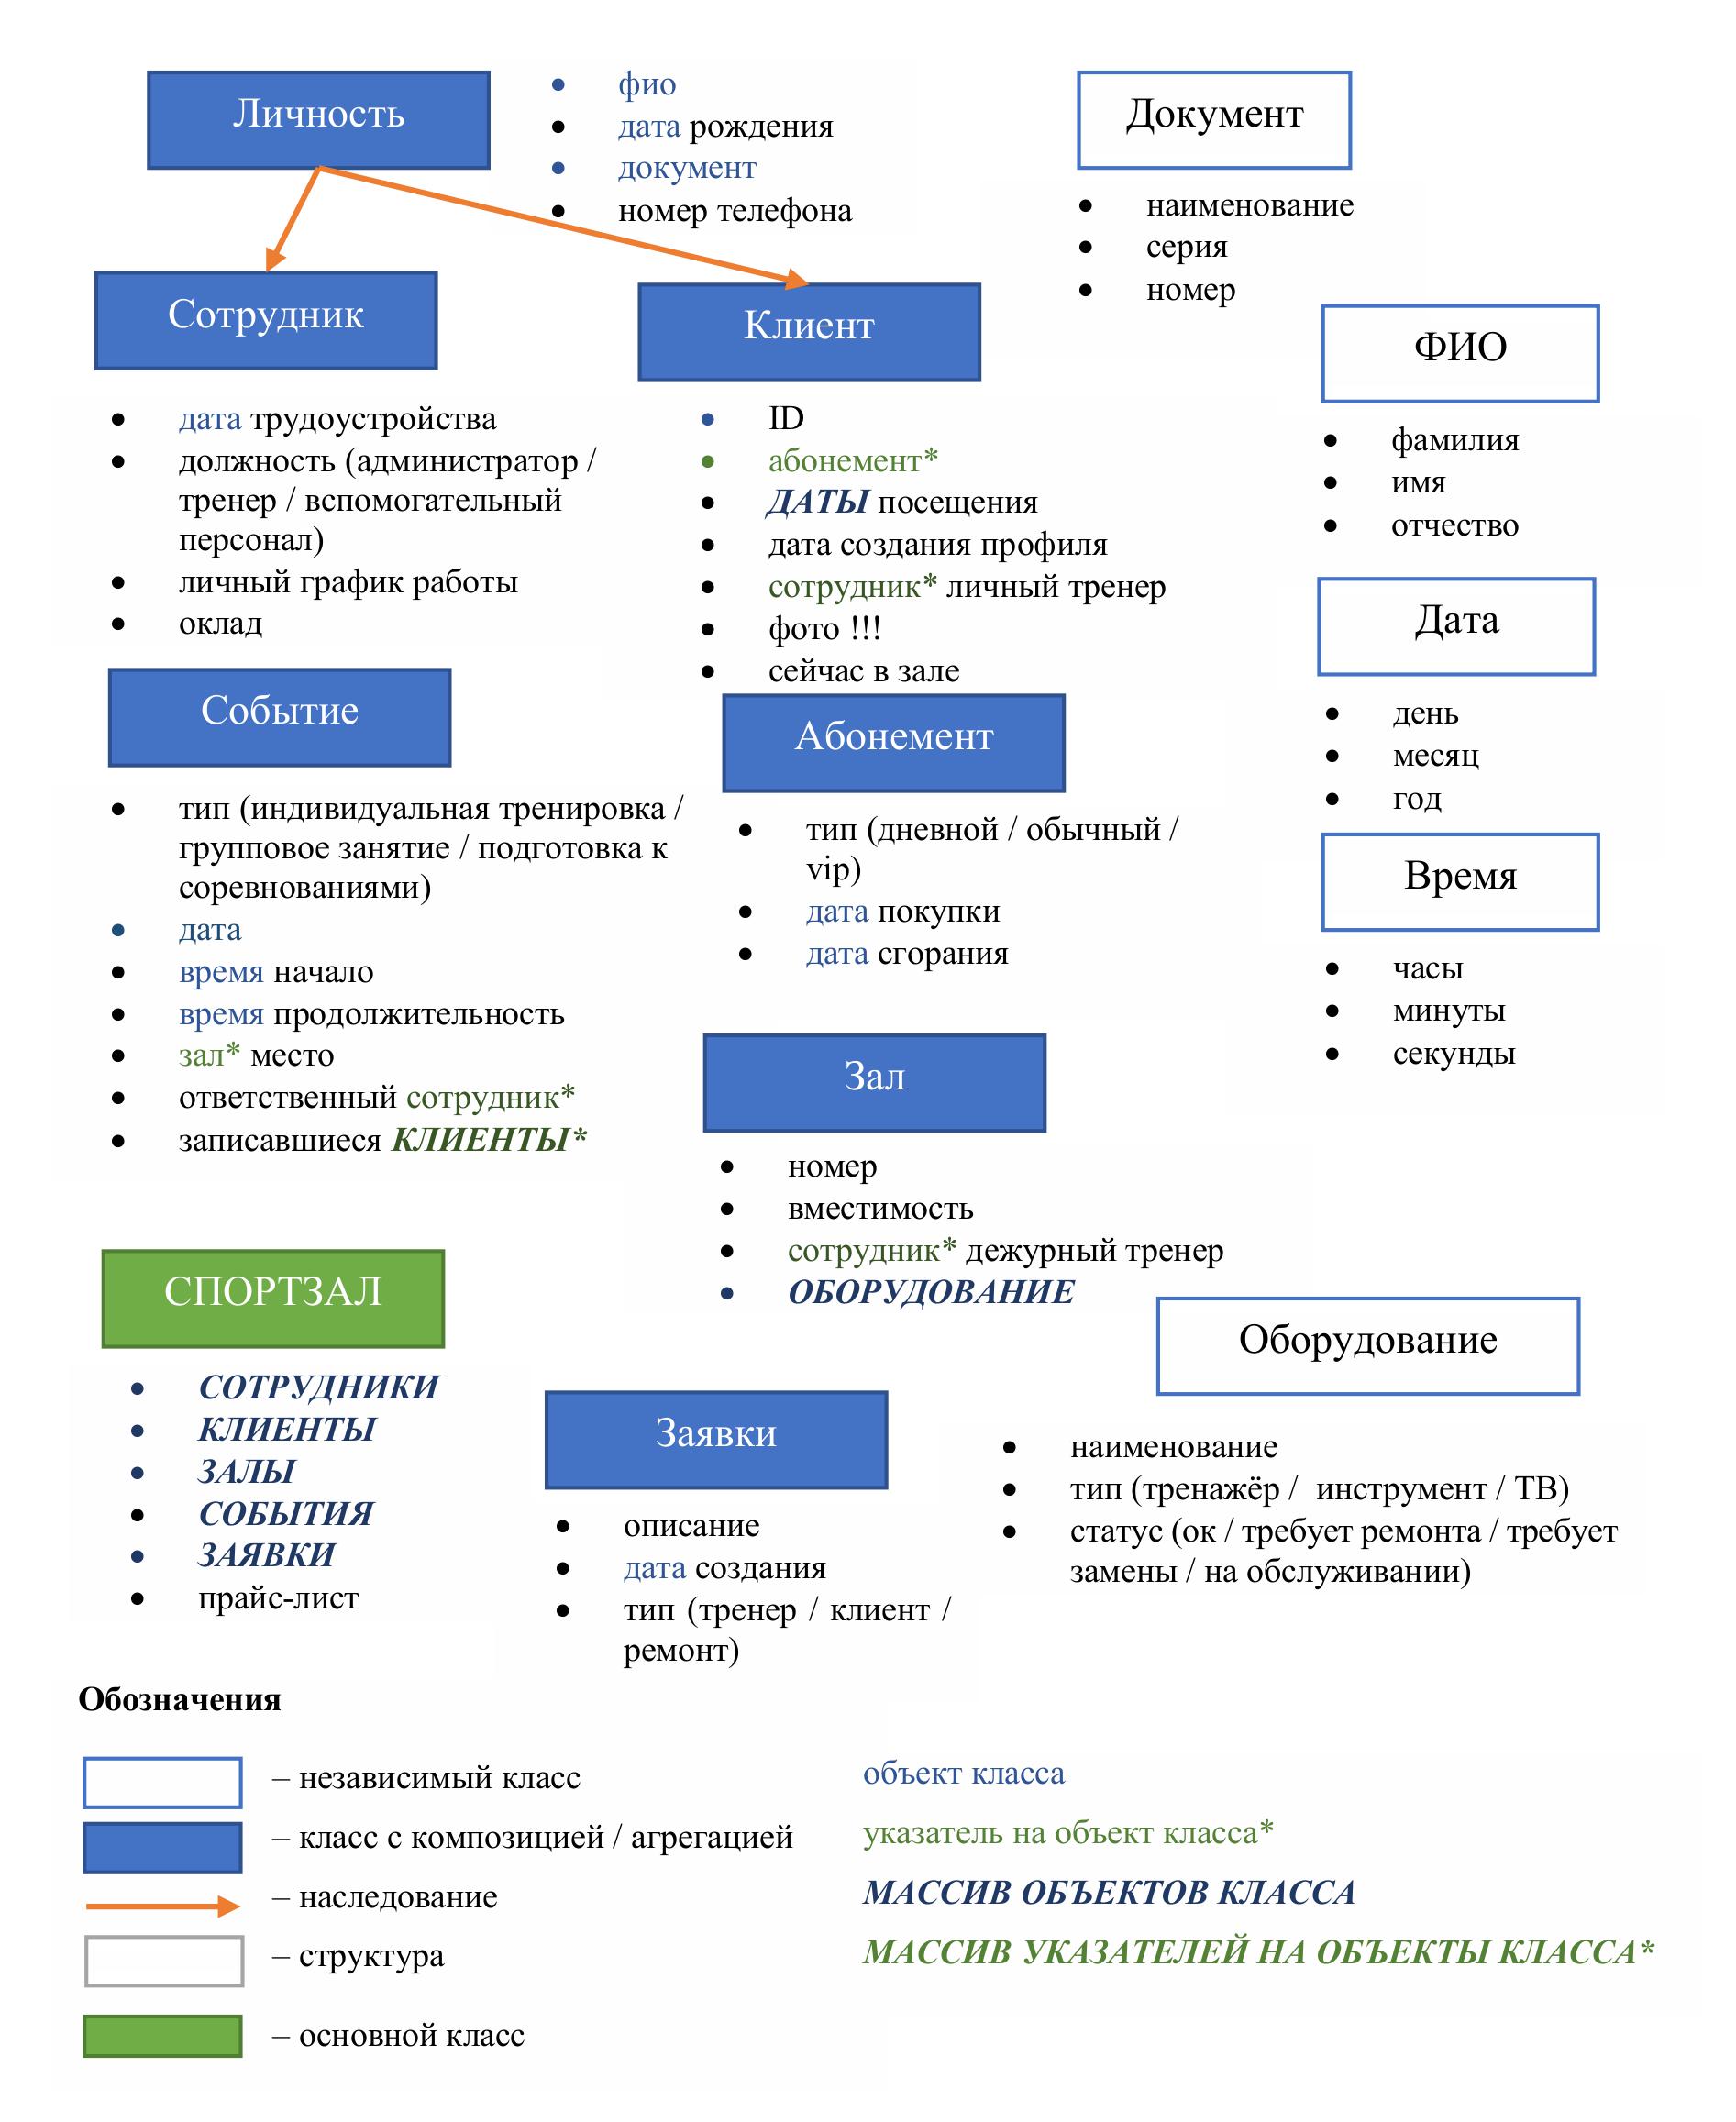 Личность
фио
дата рождения
документ
номер телефона
Документ
наименование
серия
номер
Сотрудник
дата трудоустройства
должность (администратор /
тренер / вспомогательный
персонал)
личный график работы
оклад
Клиент
ID
абонемент*
ДАТЫ посещения
дата создания профиля
сотрудник* личный тренер
фото !!!
сейчас в зале
ФИО
фамилия
имя
отчество
Дата
день
месяц
год
Событие
тип (индивидуальная тренировка /
групповое занятие / подготовка к
соревнованиями)
дата
время начало
время продолжительность
зал* место
ответственный сотрудник*
записавшиеся КЛИЕНТЫ*
Абонемент
тип (дневной / обычный /
vip)
дата покупки
дата сгорания
Время
часы
минуты
секунды
Зал
номер
вместимость
сотрудник* дежурный тренер
ОБОРУДОВАНИЕ
СПОРТЗАЛ
СОТРУДНИКИ
КЛИЕНТЫ
ЗАЛЫ
СОБЫТИЯ
ЗАЯВКИ
прайс-лист
Заявки
описание
дата создания
тип (тренер / клиент /
ремонт)
Оборудование
наименование
тип (тренажёр / инструмент / ТВ)
статус (ок / требует ремонта / требует
замены / на обслуживании)
Обозначения
– независимый класс
– класс с композицией / агрегацией
– наследование
– структура
– основной класс
объект класса
указатель на объект класса*
МАССИВ ОБЪЕКТОВ КЛАССА
МАССИВ УКАЗАТЕЛЕЙ НА ОБЪЕКТЫ КЛАССА*